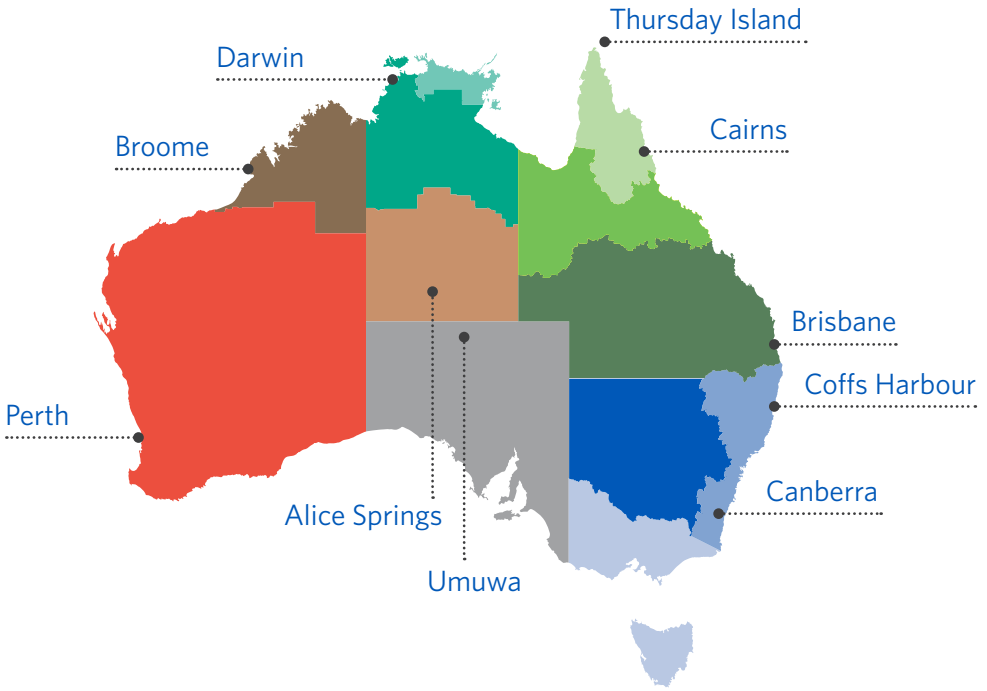 Thursday Island
Darwin
Cairns
Broome
Brisbane
Coffs Harbour
Perth
Canberra
Alice Springs
Umuwa